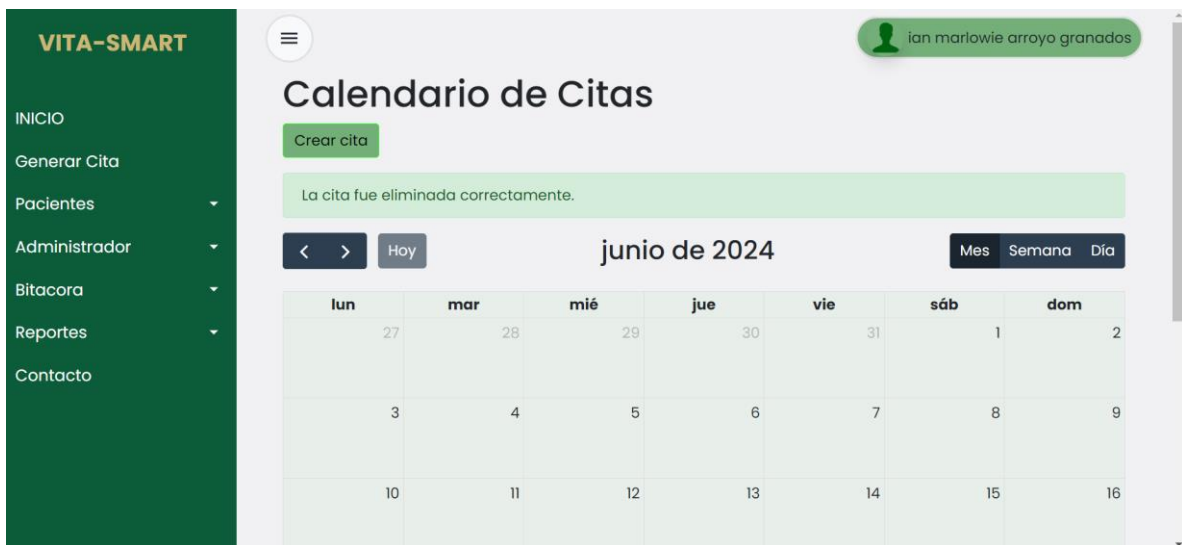 VITA-SMART
INICIO
Generar Cita
Pacientes
Administrador
Bitacora
Reportes
Contacto
ian marlowie arroyo granados
Calendario de Citas
Crear cita
La cita fue eliminada correctamente.
Hoy
junio de 2024
Mes Semana Día
lun mar mié jue vie sáb dom
27 28 29 30 31 1 2
3 4 5 6 7 8 9
10 11 12 13 14 15 16